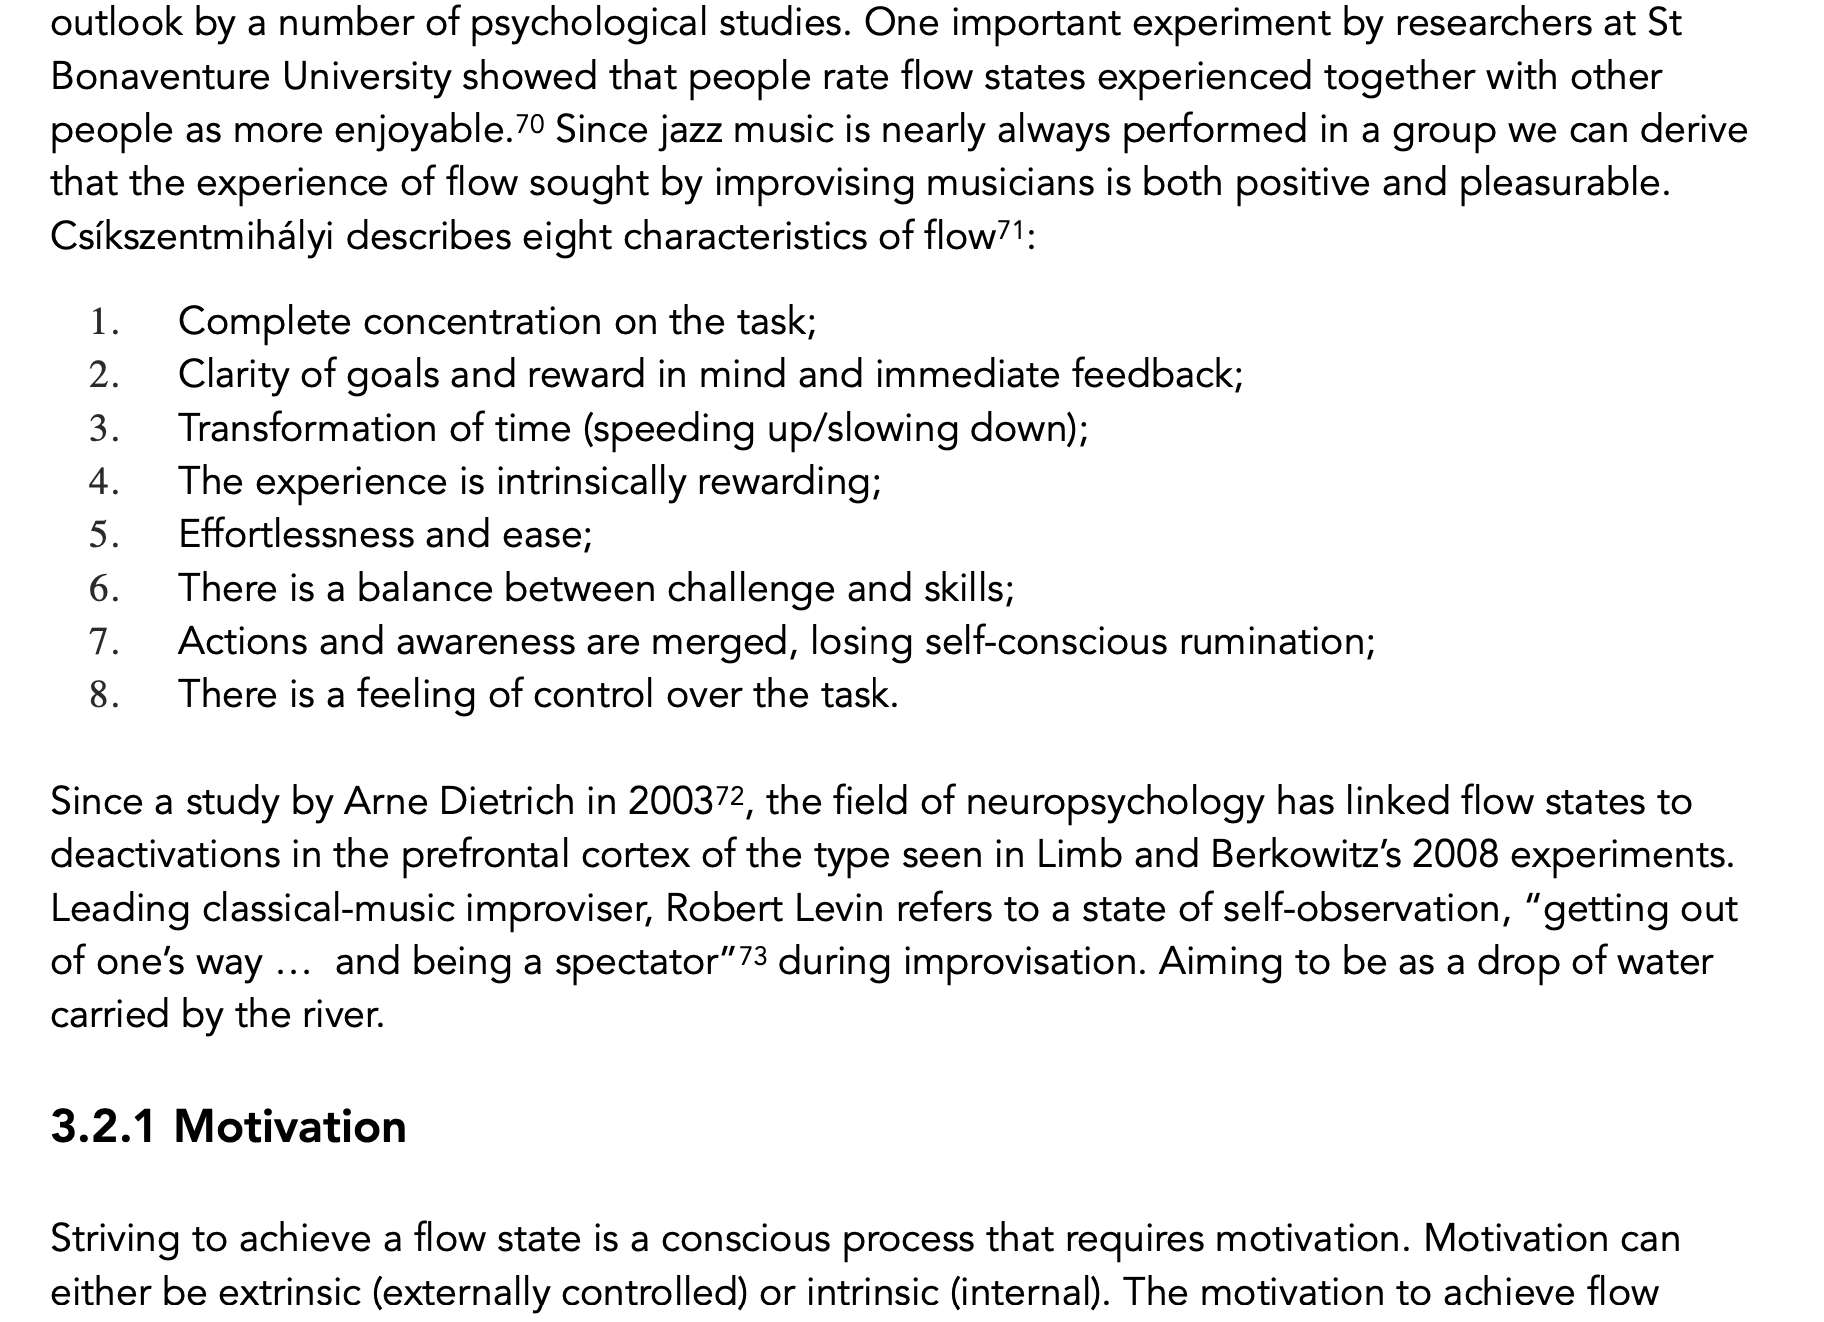 outlook by a number of psychological studies. One important experiment by researchers at St
Bonaventure University showed that people rate flow states experienced together with other
people as more enjoyable.70 Since jazz music is nearly always performed in a group we can derive
that the experience of flow sought by improvising musicians is both positive and pleasurable.
Csíkszentmihályi describes eight characteristics of flow71:
1. Complete concentration on the task;
2. Clarity of goals and reward in mind and immediate feedback;
3. Transformation of time (speeding up/slowing down);
4. The experience is intrinsically rewarding;
5. Effortlessness and ease;
6. There is a balance between challenge and skills;
7. Actions and awareness are merged, losing self-conscious rumination;
8. There is a feeling of control over the task.
Since a study by Arne Dietrich in 200372, the field of neuropsychology has linked flow states to
deactivations in the prefrontal cortex of the type seen in Limb and Berkowitz’s 2008 experiments.
Leading classical-music improviser, Robert Levin refers to a state of self-observation, “getting out
of one’s way ...  and being a spectator”73 during improvisation. Aiming to be as a drop of water
carried by the river.
3.2.1 Motivation
Striving to achieve a flow state is a conscious process that requires motivation. Motivation can
either be extrinsic (externally controlled) or intrinsic (internal). The motivation to achieve flow